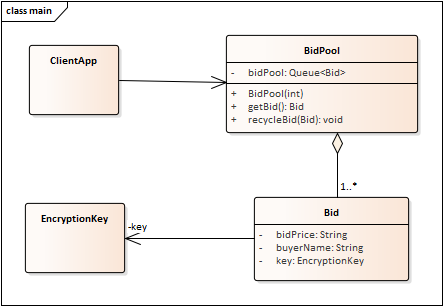 class main
ClientApp
BidPool
- bidPool: Queue<Bid>
+ BidPool(int)
+ getBid(): Bid
+ recycleBid(Bid): void
1..*
EncryptionKey
-key
Bid
- bidPrice: String
- buyerName: String
- key: EncryptionKey